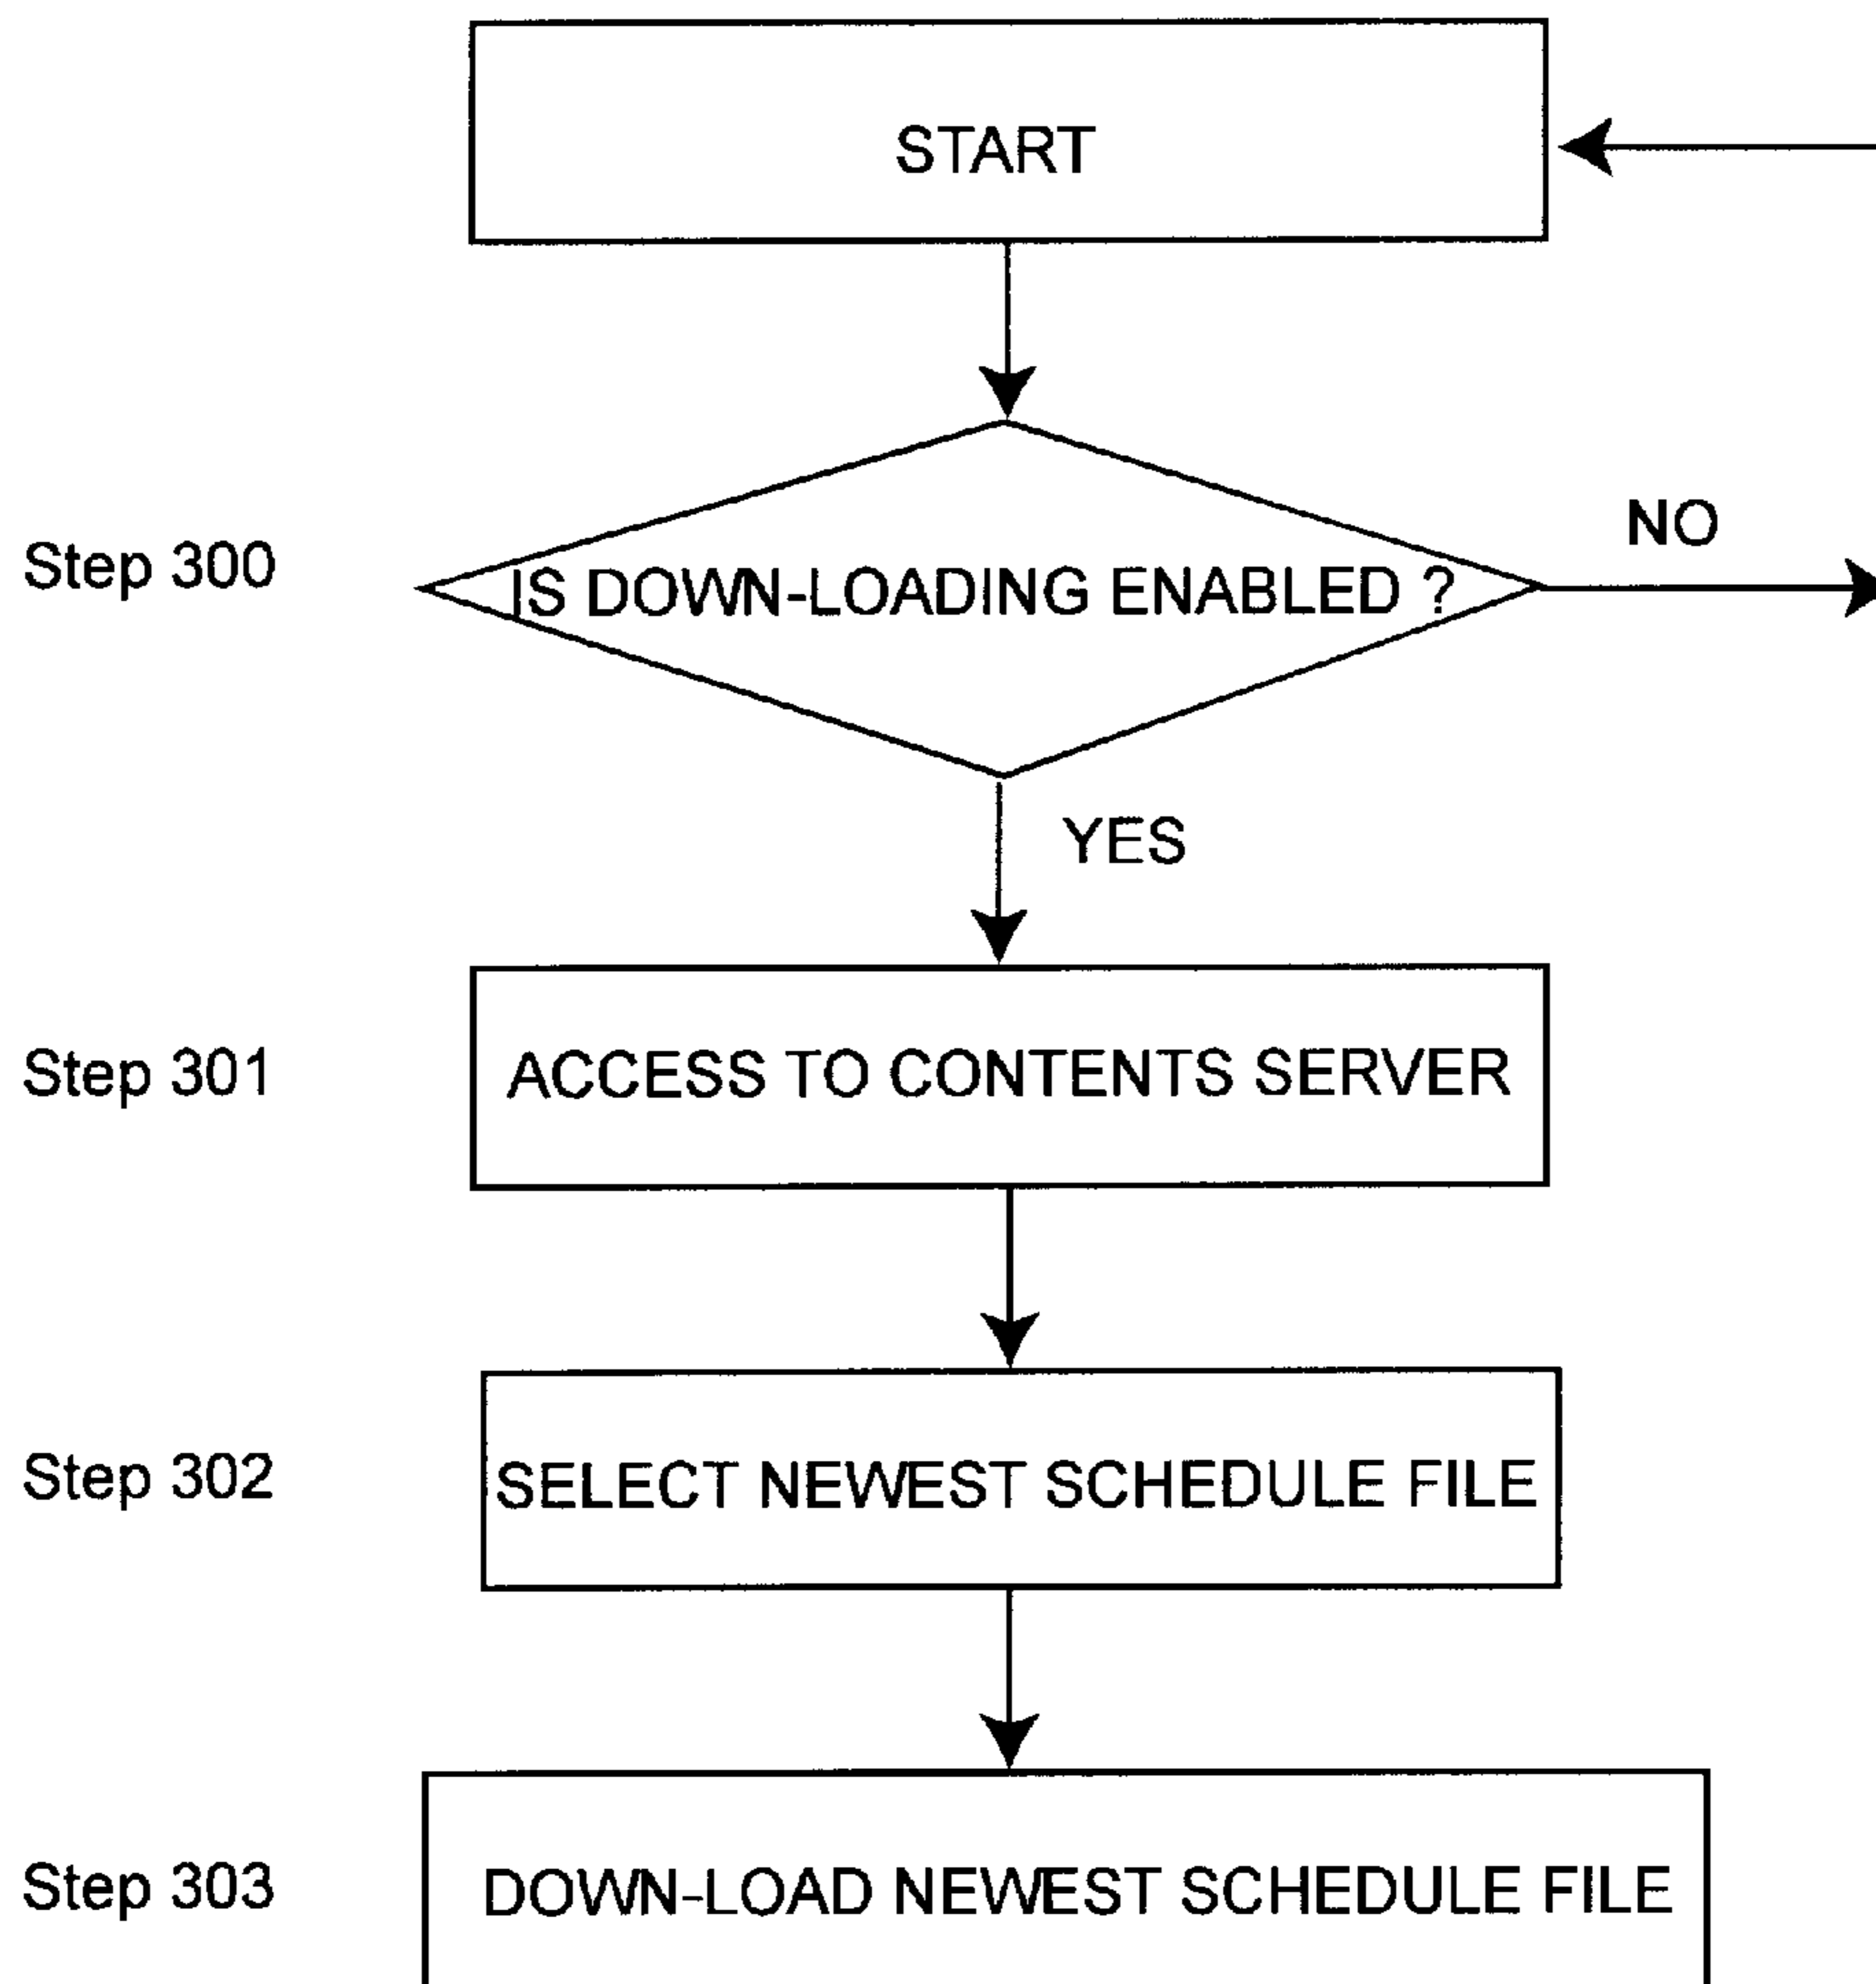 START
Step 300
IS DOWN-LOADING ENABLED ?
NO
YES
Step 301
ACCESS TO CONTENTS SERVER
Step 302
SELECT NEWEST SCHEDULE FILE
Step 303
DOWN-LOAD NEWEST SCHEDULE FILE